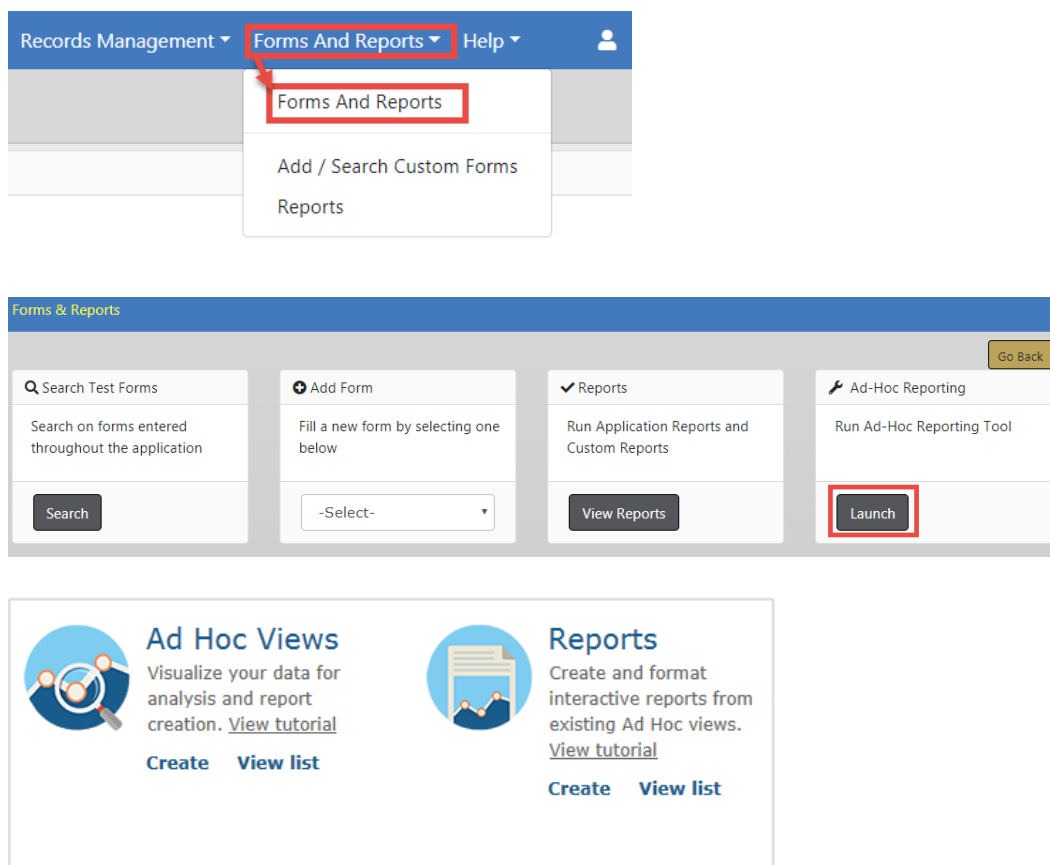 Records Management Forms And Reports Help
Forms And Reports
Add / Search Custom Forms
Reports
Forms & Reports
Go Back
Search Test Forms
Search on forms entered
throughout the application
Search
Add Form
Fill a new form by selecting one
below
-Select-
Reports
Run Application Reports and
Custom Reports
View Reports
Ad-Hoc Reporting
Run Ad-Hoc Reporting Tool
Launch
Ad Hoc Views
Visualize your data for
analysis and report
creation. View tutorial
Create View list
Reports
Create and format
interactive reports from
existing Ad Hoc views.
View tutorial
Create View list